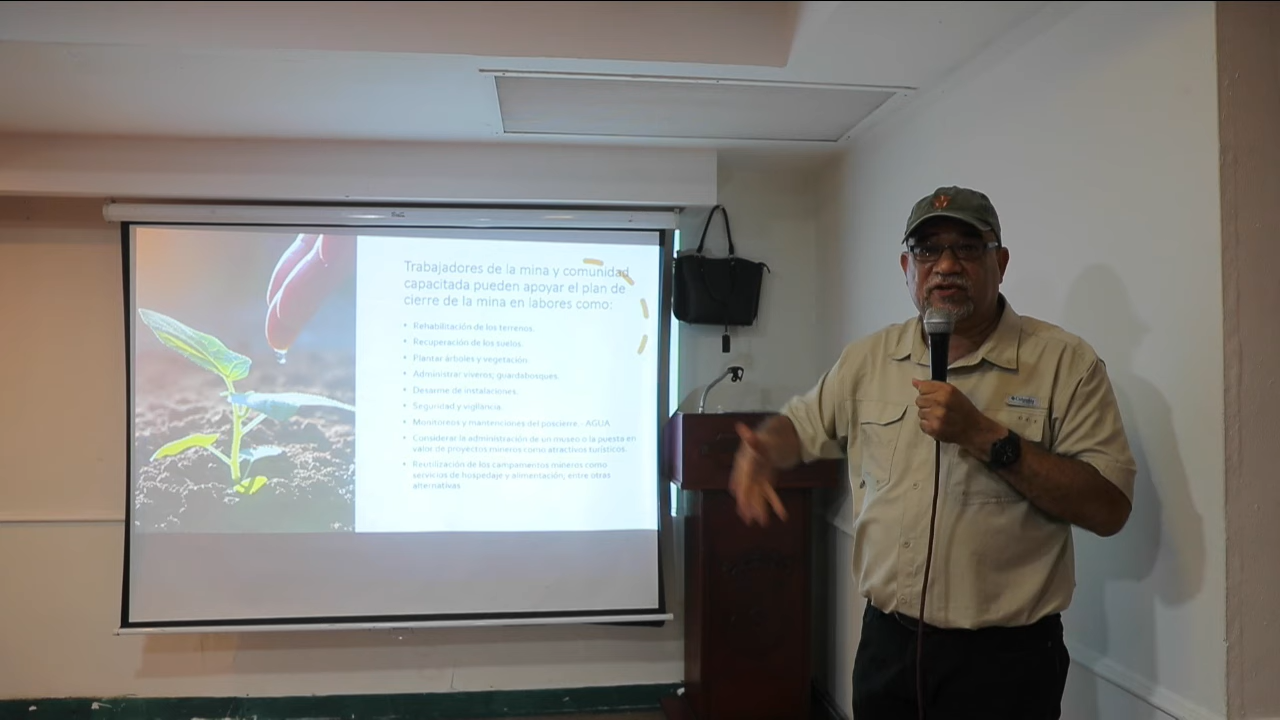 Trabajadores de la mina y comunidad
capacitada pueden apoyar el plan de
cierre de la mina en labores como:
• Rehabilitación de los terrenos.
• Recuperación de los suelos.
• Plantar árboles y vegetación.
• Administrar viveros; guardabosques.
• Desarme de instalaciones.
• Seguridad y vigilancia.
• Monitoreos y mantenciones del poscierre. - AGUA
• Considerar la administración de un museo o la puesta en
valor de proyectos mineros como atractivos turísticos.
• Reutilización de los campamentos mineros como
servicios de hospedaje y alimentación, entre otras
alternativas
Columbia